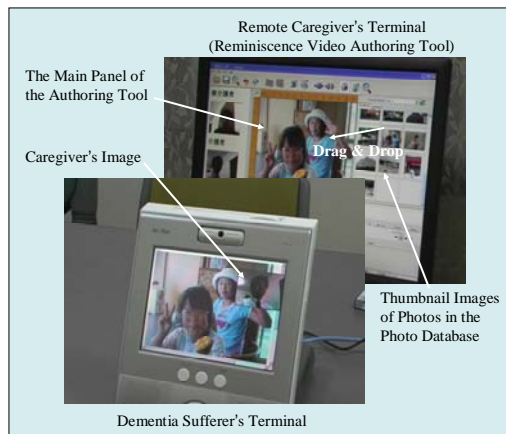 Remote Caregiver's Terminal
(Reminiscence Video Authoring Tool)
The Main Panel of
the Authoring Tool
Drag & Drop
Caregiver's Image
Thumbnail Images
of Photos in the
Photo Database
Dementia Sufferer's Terminal